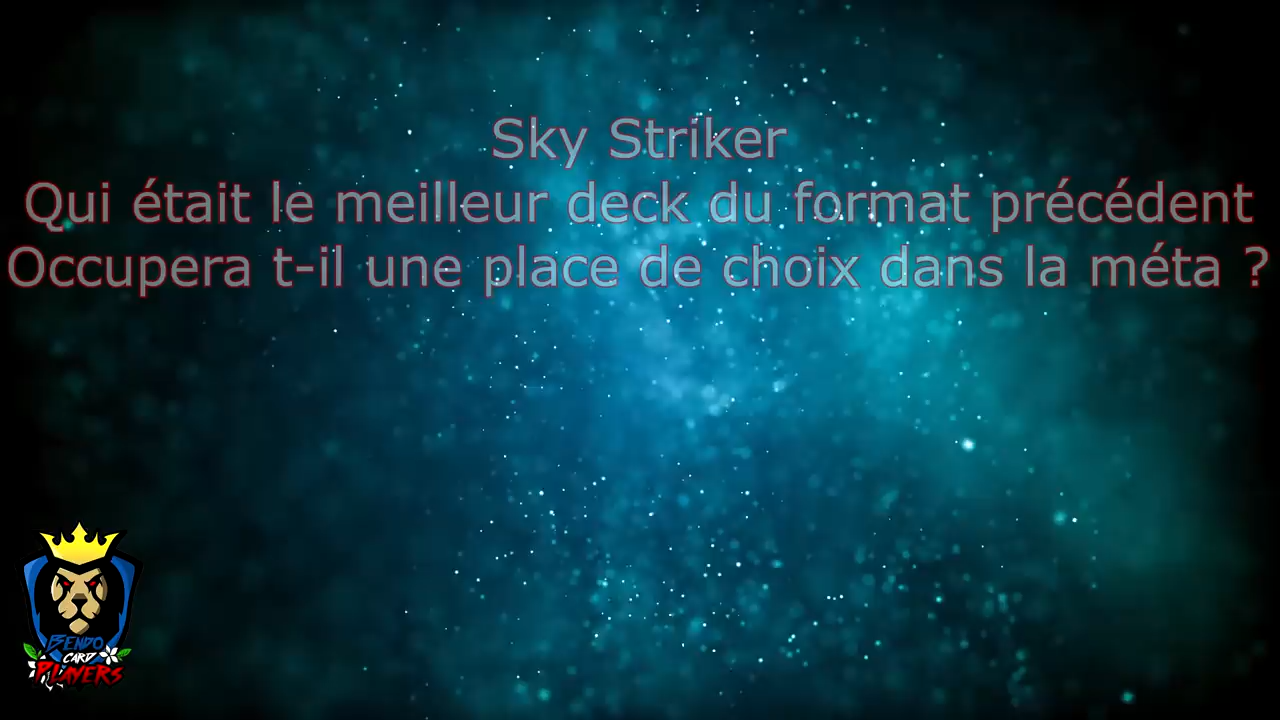 Sky Striker
Qui était le meilleur deck du format précédent
Occupera t-il une place de choix dans la méta ?
BENDO
CARD
PLAYERS